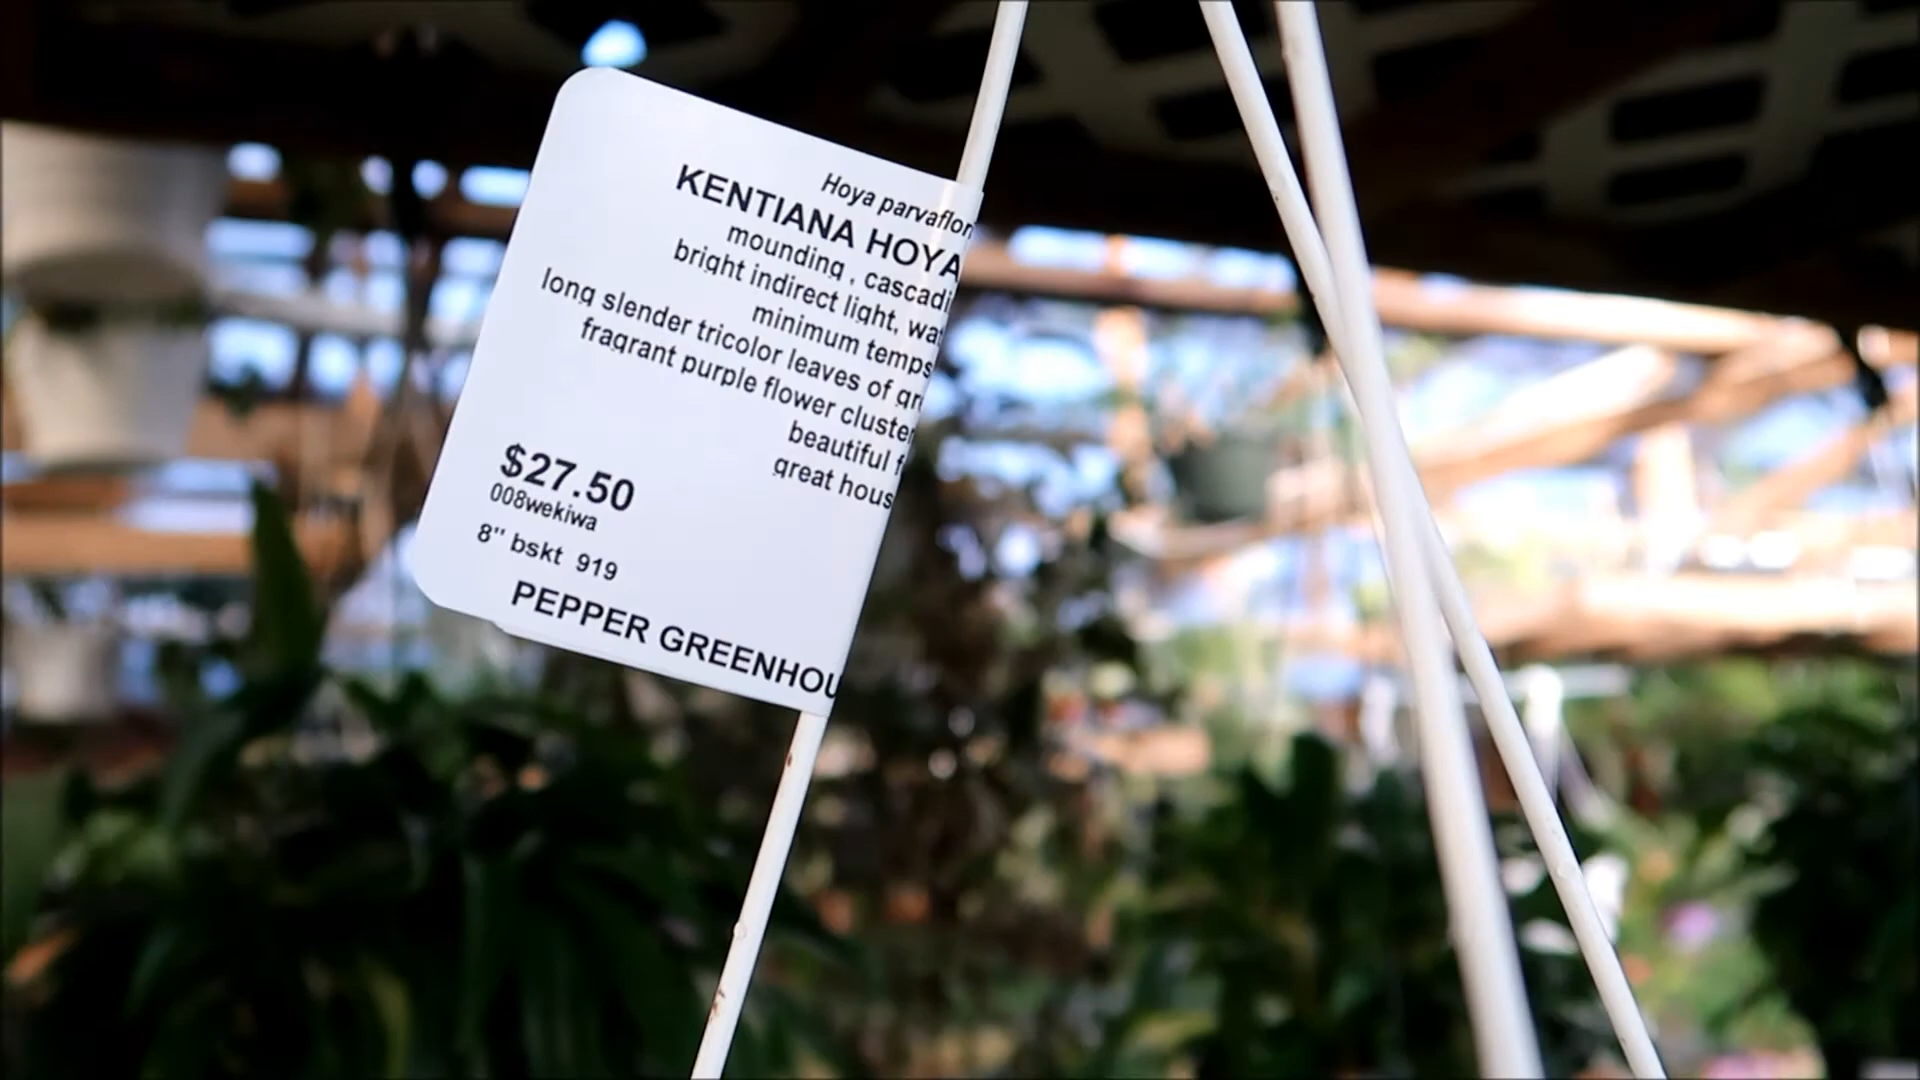 Hoya parvaflor
KENTIANA HOYA
mounding , cascadi
bright indirect light, wat
minimum temps
long slender tricolor leaves of gr
fragrant purple flower cluster
beautiful f
great hous
$27.50
008wekiwa
8" bskt 919
PEPPER GREENHOU